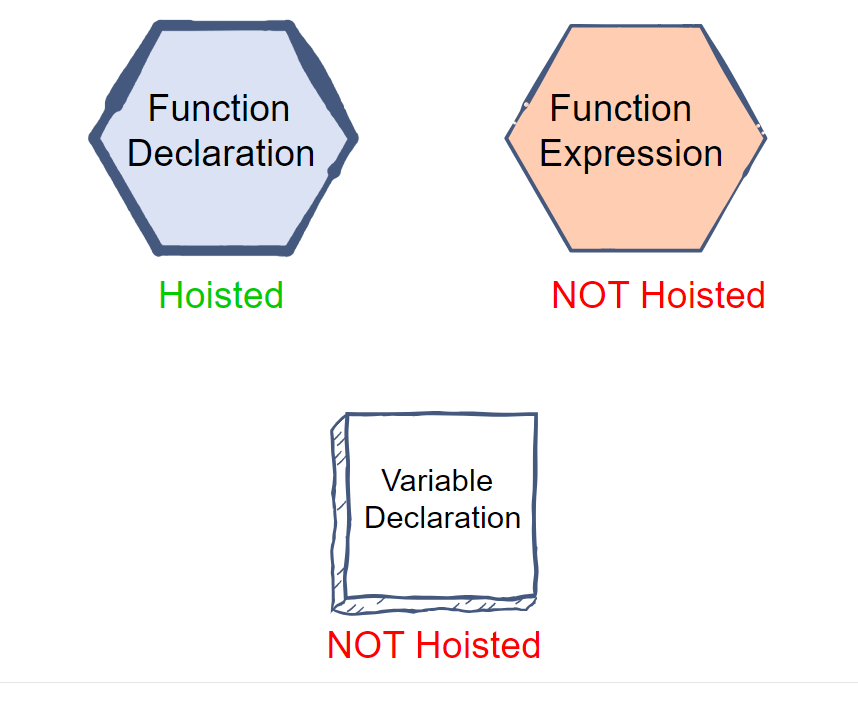 Function
Declaration
Hoisted
Function
Expression
NOT Hoisted
Variable
Declaration
NOT Hoisted